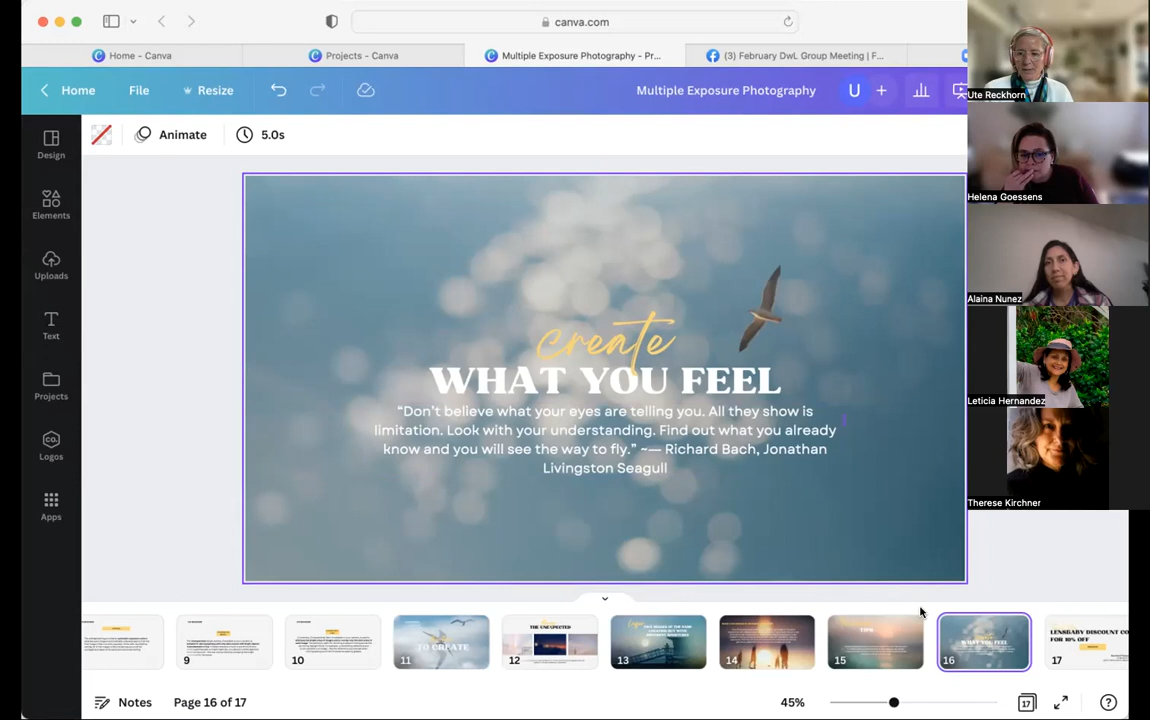 canva.com
Home - Canva
Projects - Canva
Multiple Exposure Photography - Pr...
(3) February DwL Group Meeting | F...
Home
File
Resize
Multiple Exposure Photography
U
+
Animate
5.0s
Design
Elements
Uploads
Text
Projects
CO.
Logos
Apps
create
WHAT YOU FEEL
“Don’t believe what your eyes are telling you. All they show is
limitation. Look with your understanding. Find out what you already
know and you will see the way to fly.” ~— Richard Bach, Jonathan
Livingston Seagull
Ute Reckhorn
Helena Goessens
Alaina Nunez
Leticia Hernandez
Therese Kirchner
9
10
11
TO CREATE
12
THE UNEXPECTED
13
14
15
TIPS
16
WHAT YOU FEEL
17
LENSBABY DISCOUNT CO
FOR 10% OFF
Notes
Page 16 of 17
45%
17
?